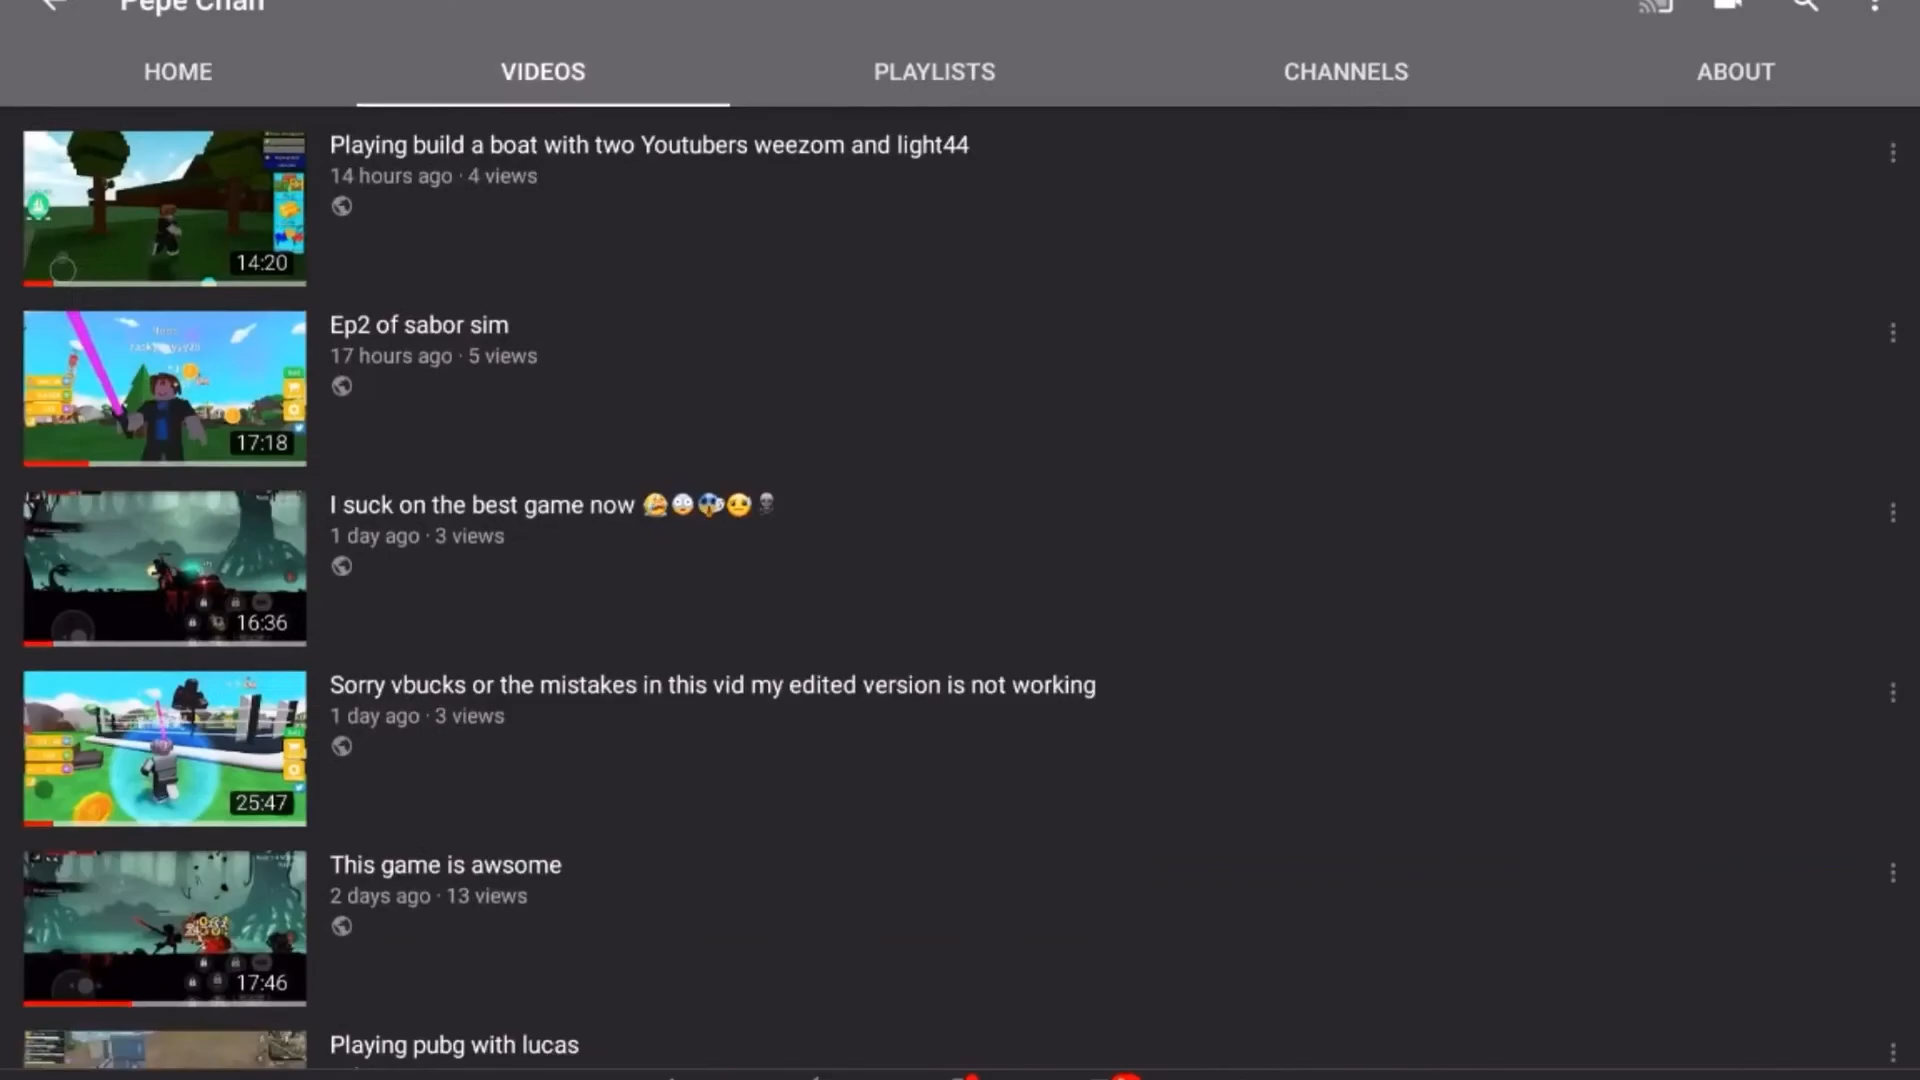 Pepe Chan
HOME VIDEOS PLAYLISTS CHANNELS ABOUT
Playing build a boat with two Youtubers weezom and light44
14 hours ago · 4 views
14:20
Ep2 of sabor sim
17 hours ago · 5 views
17:18
I suck on the best game now 🤣🙄😱🤕💀
1 day ago · 3 views
16:36
Sorry vbucks or the mistakes in this vid my edited version is not working
1 day ago · 3 views
25:47
This game is awsome
2 days ago · 13 views
17:46
Playing pubg with lucas